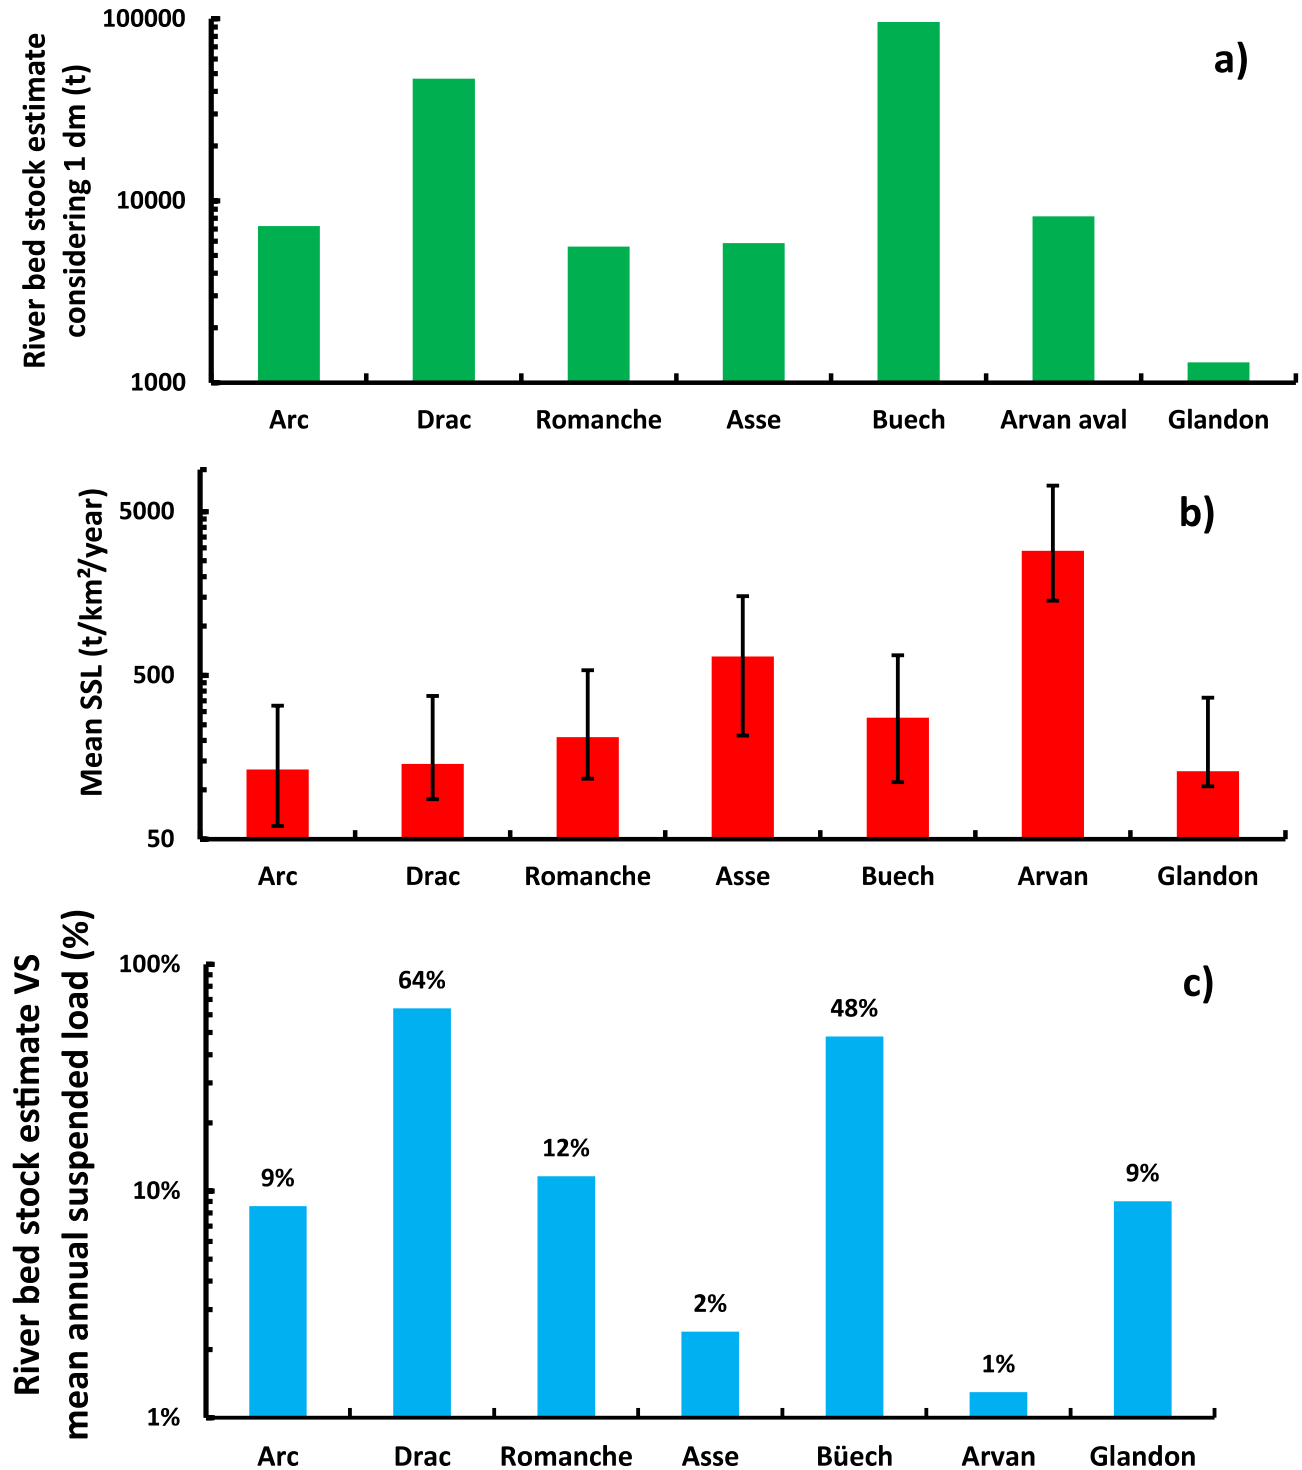 River bed stock estimate
considering 1 dm (t)
100000
10000
1000
a)
Arc Drac Romanche Asse Buech Arvan aval Glandon
Mean SSL (t/km²/year)
5000
500
50
b)
Arc Drac Romanche Asse Buech Arvan Glandon
River bed stock estimate VS
mean annual suspended load (%)
100%
10%
1%
c)
9% 64% 12% 2% 48% 1% 9%
Arc Drac Romanche Asse Büech Arvan Glandon